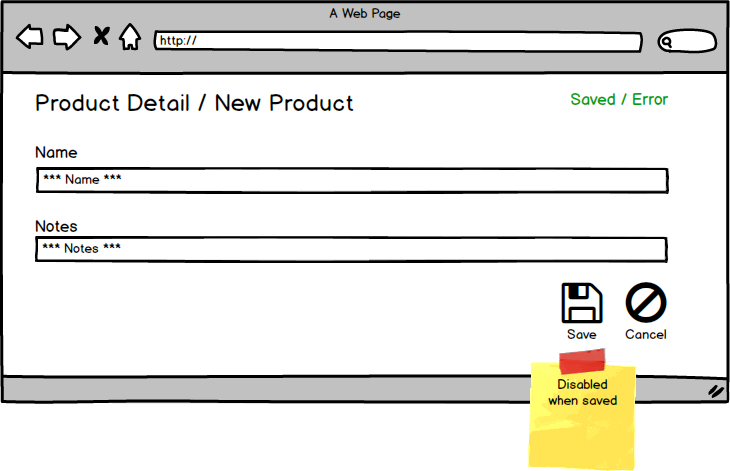 A Web Page
http://
Product Detail / New Product
Saved / Error
Name
*** Name ***
Notes
*** Notes ***
Save
Cancel
Disabled
when saved